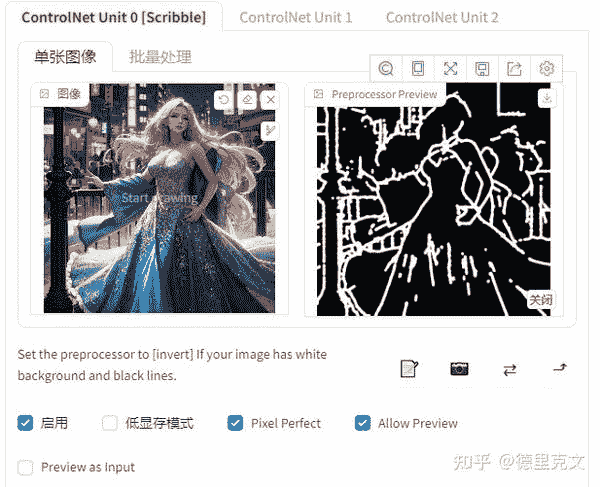 ControlNet Unit 0 [Scribble]
ControlNet Unit 1
ControlNet Unit 2
单张图像
批量处理
图像
Preprocessor Preview
Start drawing
关闭
Set the preprocessor to [invert] If your image has white
background and black lines.
启用
低显存模式
Pixel Perfect
Allow Preview
Preview as Input
知乎 @德里克文